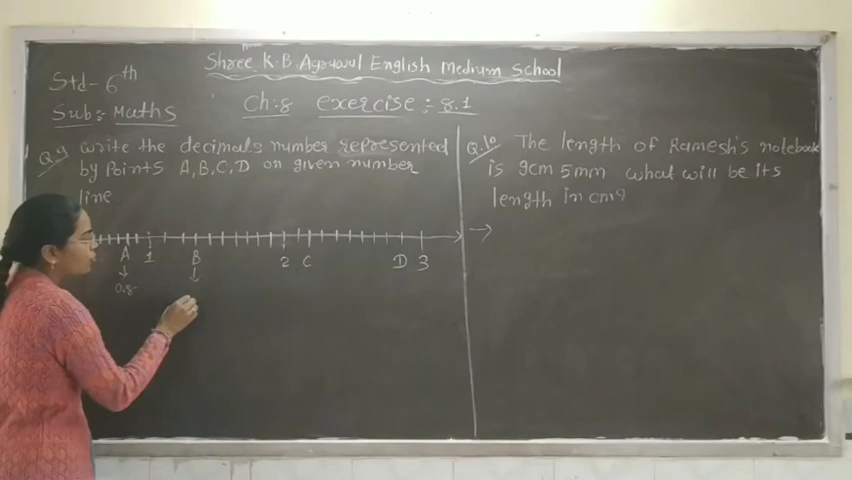 Shree K.B. Agrawal English Medium School
Std- 6th
Sub:- Maths
Ch:8 exercise:- 8.1
Q.9 Write the decimals number represented
by Points A,B,C,D on given number
line
A 1 B 2 C D 3
0.8
Q.10 The length of Ramesh's notebook
is 9cm 5mm what will be its
length in cm?